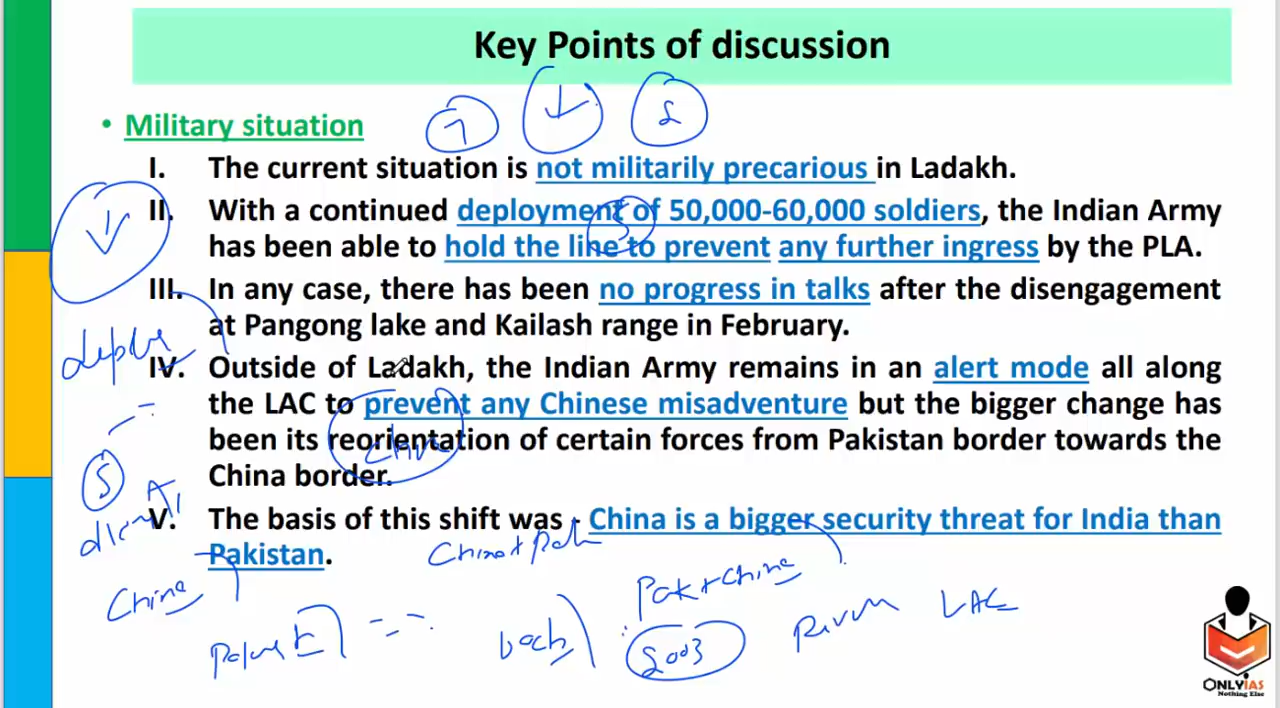 Key Points of discussion
7 ↓ 2
• Military situation
I. The current situation is not militarily precarious in Ladakh.
II. With a continued deployment of 50,000-60,000 soldiers, the Indian Army
has been able to hold the line to prevent any further ingress by the PLA.
III. In any case, there has been no progress in talks after the disengagement
at Pangong lake and Kailash range in February.
IV. Outside of Ladakh, the Indian Army remains in an alert mode all along
the LAC to prevent any Chinese misadventure but the bigger change has
been its reorientation of certain forces from Pakistan border towards the
China border.
V. The basis of this shift was - China is a bigger security threat for India than
Pakistan.
China + Pak
China
Pak + China
LAC
back
2003
ONLYIAS
Nothing Else